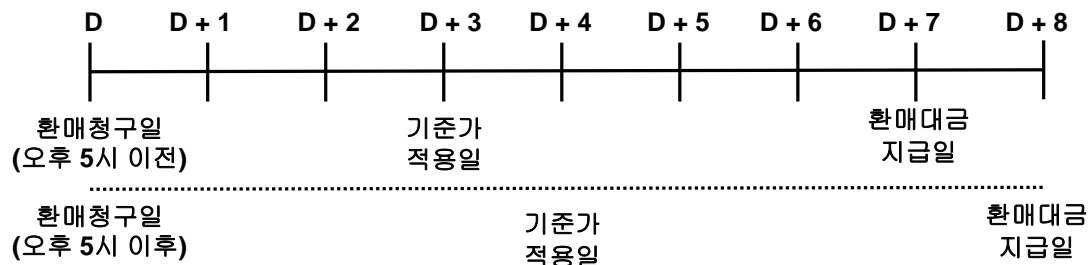 D D + 1 D + 2 D + 3 D + 4 D + 5 D + 6 D + 7 D + 8
환매청구일
(오후 5시 이전)
기준가
적용일
환매대금
지급일
환매청구일
(오후 5시 이후)
기준가
적용일
환매대금
지급일